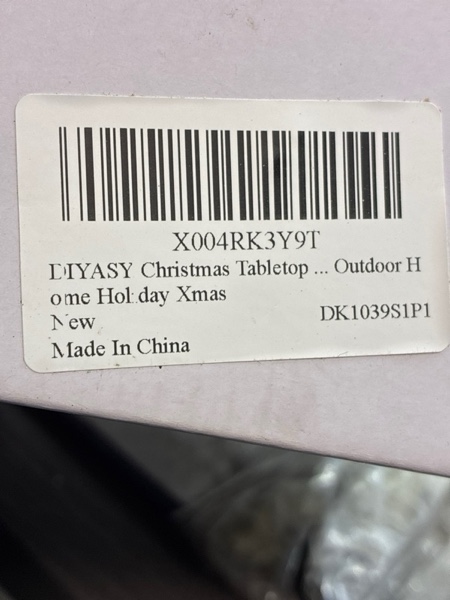 X004RK3Y9T
DIYASY Christmas Tabletop ... Outdoor H
ome Holiday Xmas
New
DK1039S1P1
Made In China